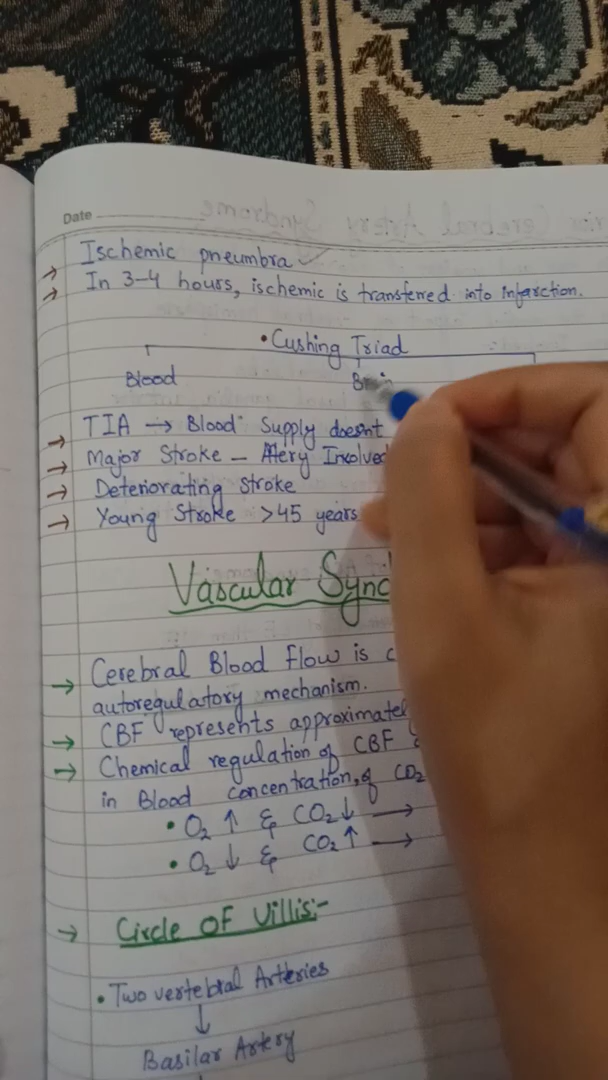 Date
Ischemic pneumbra
In 3-4 hours, ischemic is transferred into infarction.
• Cushing Triad
Blood
TIA → Blood Supply doesnt
Major Stroke - Atery Involved
Deteriorating Stroke
Young Stroke >45 years
Vascular
Cerebral Blood Flow is
autoregulatory mechanism.
CBF represents
Chemical regulation of CBF
in Blood concentration, of CO2
• O2 ↑ & CO2 ↓ →
• O2 ↓ & CO2 ↑ →
Circle OF Villis:-
• Two vertebral Arteries
↓
Basilar Artery